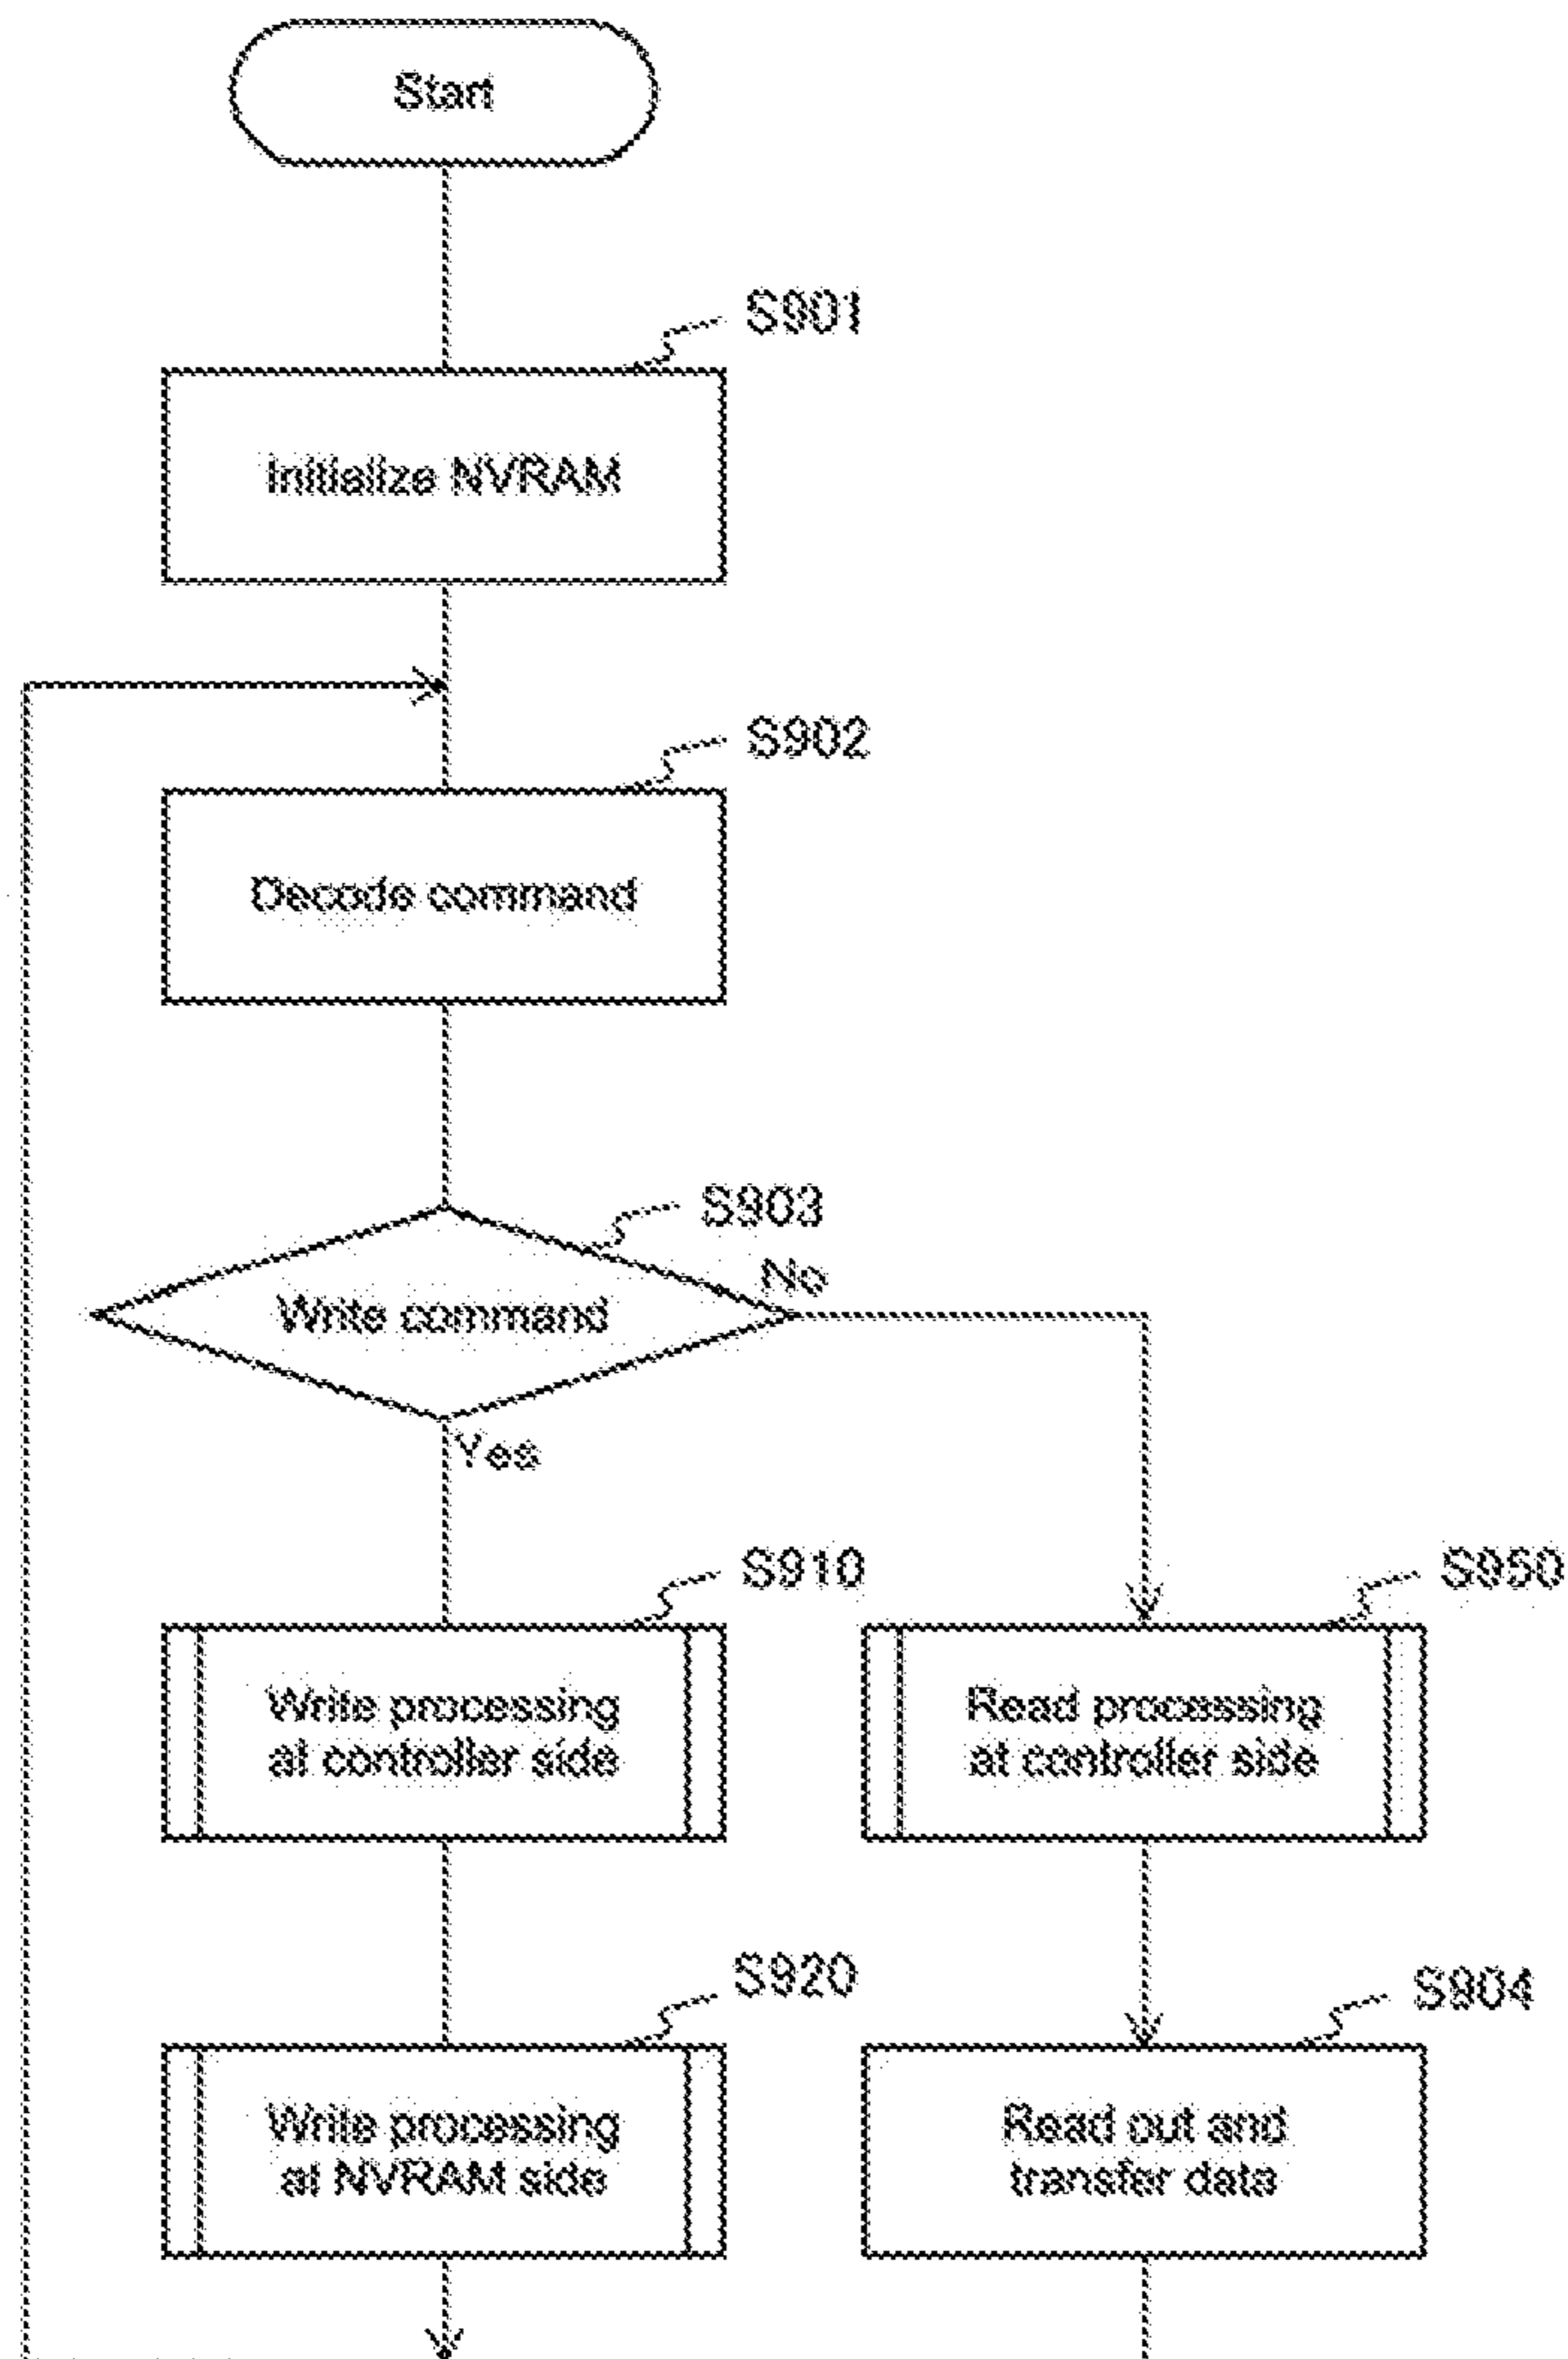 Start
S901
Initialize NVRAM
S902
Decode command
S903
Write command
No
Yes
S910
Write processing
at controller side
S950
Read processing
at controller side
S920
Write processing
at NVRAM side
S904
Read out and
transfer data